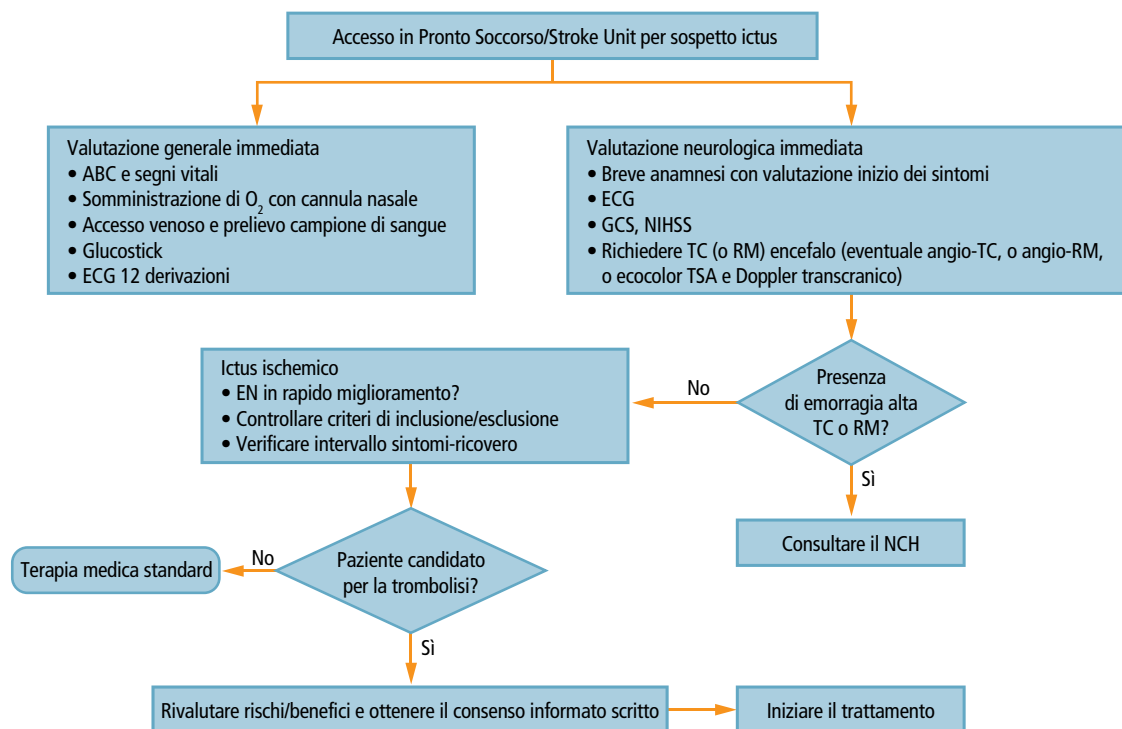 Accesso in Pronto Soccorso/Stroke Unit per sospetto ictus
Valutazione generale immediata
• ABC e segni vitali
• Somministrazione di O2 con cannula nasale
• Accesso venoso e prelievo campione di sangue
• Glucostick
• ECG 12 derivazioni
Valutazione neurologica immediata
• Breve anamnesi con valutazione inizio dei sintomi
• ECG
• GCS, NIHSS
• Richiedere TC (o RM) encefalo (eventuale angio-TC, o angio-RM,
o ecocolor TSA e Doppler transcranico)
Ictus ischemico
• EN in rapido miglioramento?
• Controllare criteri di inclusione/esclusione
• Verificare intervallo sintomi-ricovero
No
Presenza
di emorragia alta
TC o RM?
Sì
Consultare il NCH
Terapia medica standard
No
Paziente candidato
per la trombolisi?
Sì
Rivalutare rischi/benefici e ottenere il consenso informato scritto
Iniziare il trattamento